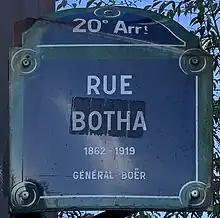 20ᵉ Arrᵗ
RUE
BOTHA
1862-1919
GÉNÉRAL BOËR